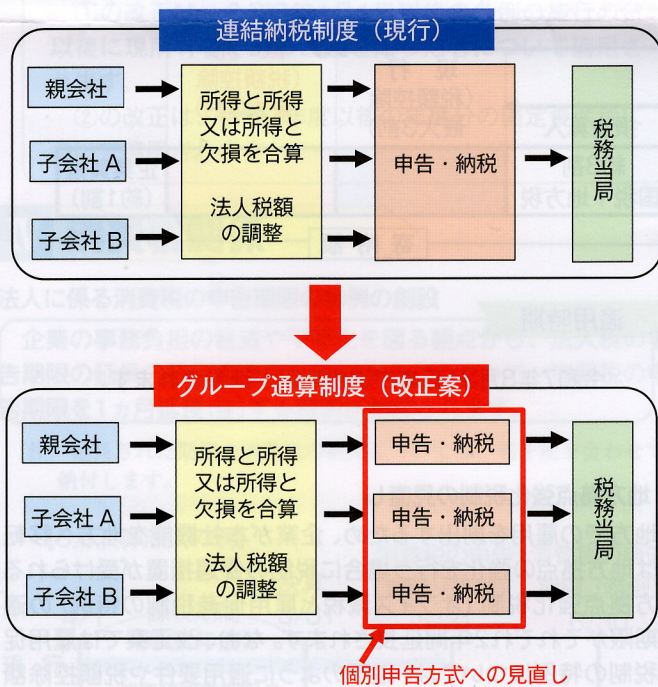 連結納税制度（現行）
親会社
子会社A
子会社B
所得と所得
又は所得と
欠損を合算
法人税額
の調整
申告・納税
税務当局
グループ通算制度（改正案）
親会社
子会社A
子会社B
所得と所得
又は所得と
欠損を合算
法人税額
の調整
申告・納税
申告・納税
申告・納税
税務当局
個別申告方式への見直し